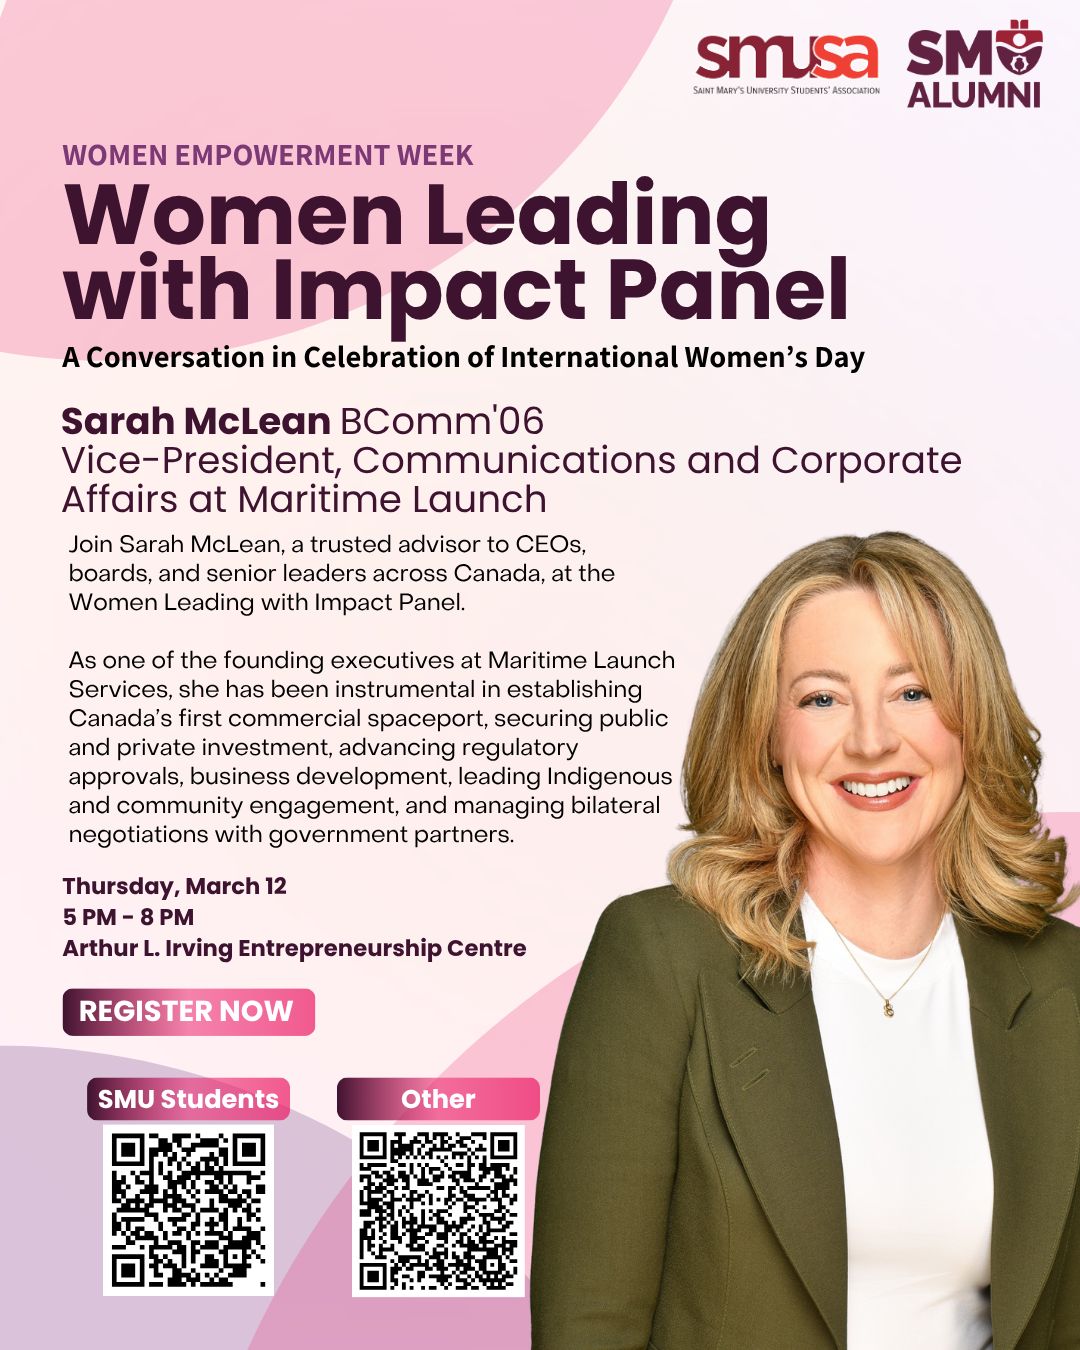 smusa
SAINT MARY'S UNIVERSITY STUDENTS' ASSOCIATION
SMU
ALUMNI
WOMEN EMPOWERMENT WEEK
Women Leading
with Impact Panel
A Conversation in Celebration of International Women's Day
Sarah McLean BComm'06
Vice-President, Communications and Corporate
Affairs at Maritime Launch
Join Sarah McLean, a trusted advisor to CEOs,
boards, and senior leaders across Canada, at the
Women Leading with Impact Panel.
As one of the founding executives at Maritime Launch
Services, she has been instrumental in establishing
Canada's first commercial spaceport, securing public
and private investment, advancing regulatory
approvals, business development, leading Indigenous
and community engagement, and managing bilateral
negotiations with government partners.
Thursday, March 12
5 PM - 8 PM
Arthur L. Irving Entrepreneurship Centre
REGISTER NOW
SMU Students
Other